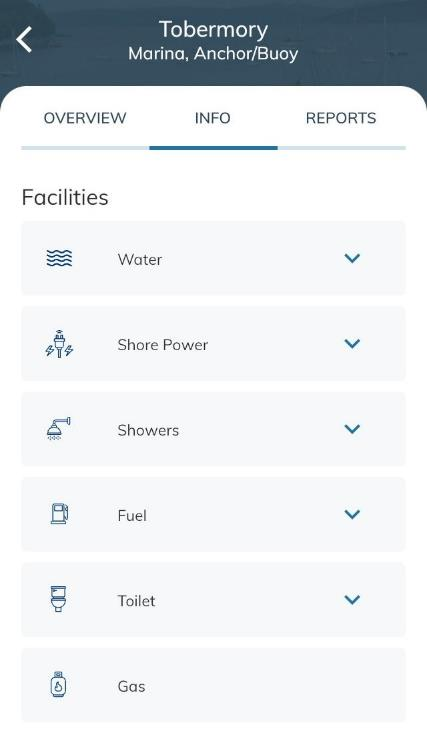 Tobermory
Marina, Anchor/Buoy
OVERVIEW INFO REPORTS
Facilities
Water
Shore Power
Showers
Fuel
Toilet
Gas